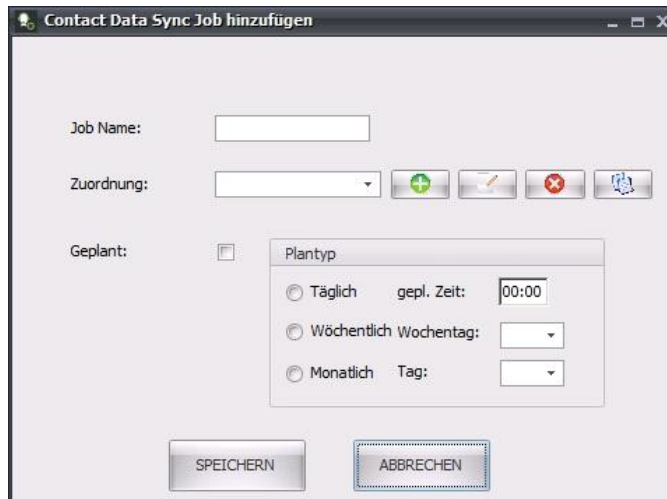 Contact Data Sync Job hinzufügen
Job Name:
Zuordnung:
Geplant:
Plantyp
Täglich gepl. Zeit: 00:00
Wöchentlich Wochentag:
Monatlich Tag:
SPEICHERN ABBRECHEN